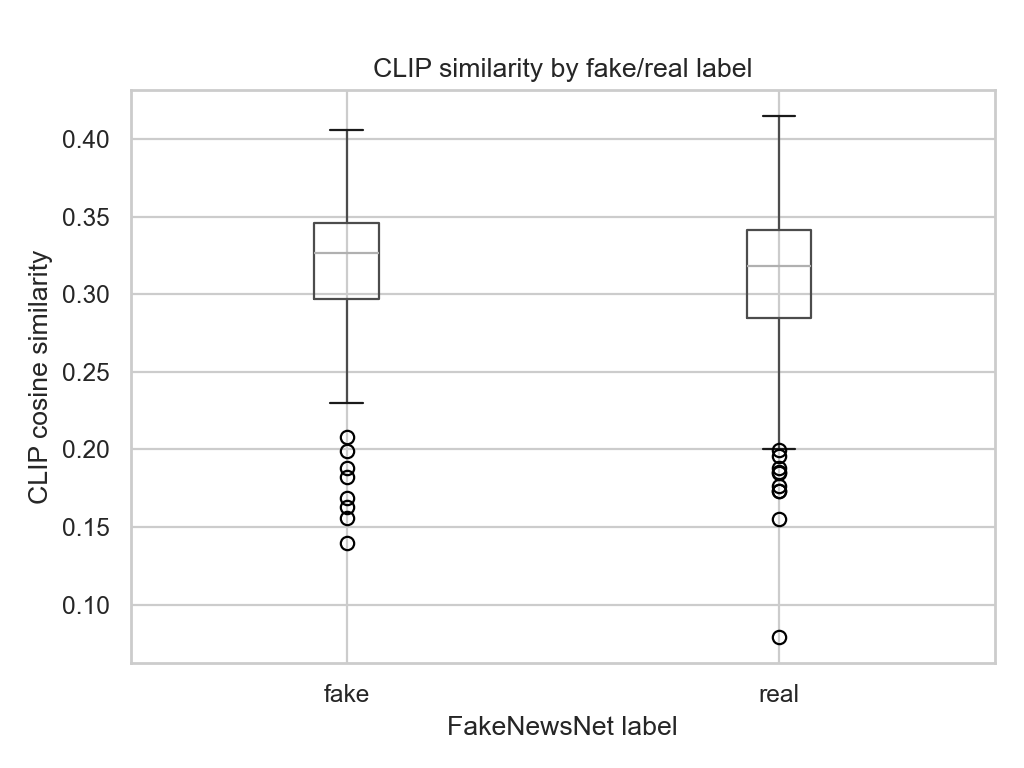 CLIP similarity by fake/real label
CLIP cosine similarity
0.40
0.35
0.30
0.25
0.20
0.15
0.10
fake
real
FakeNewsNet label